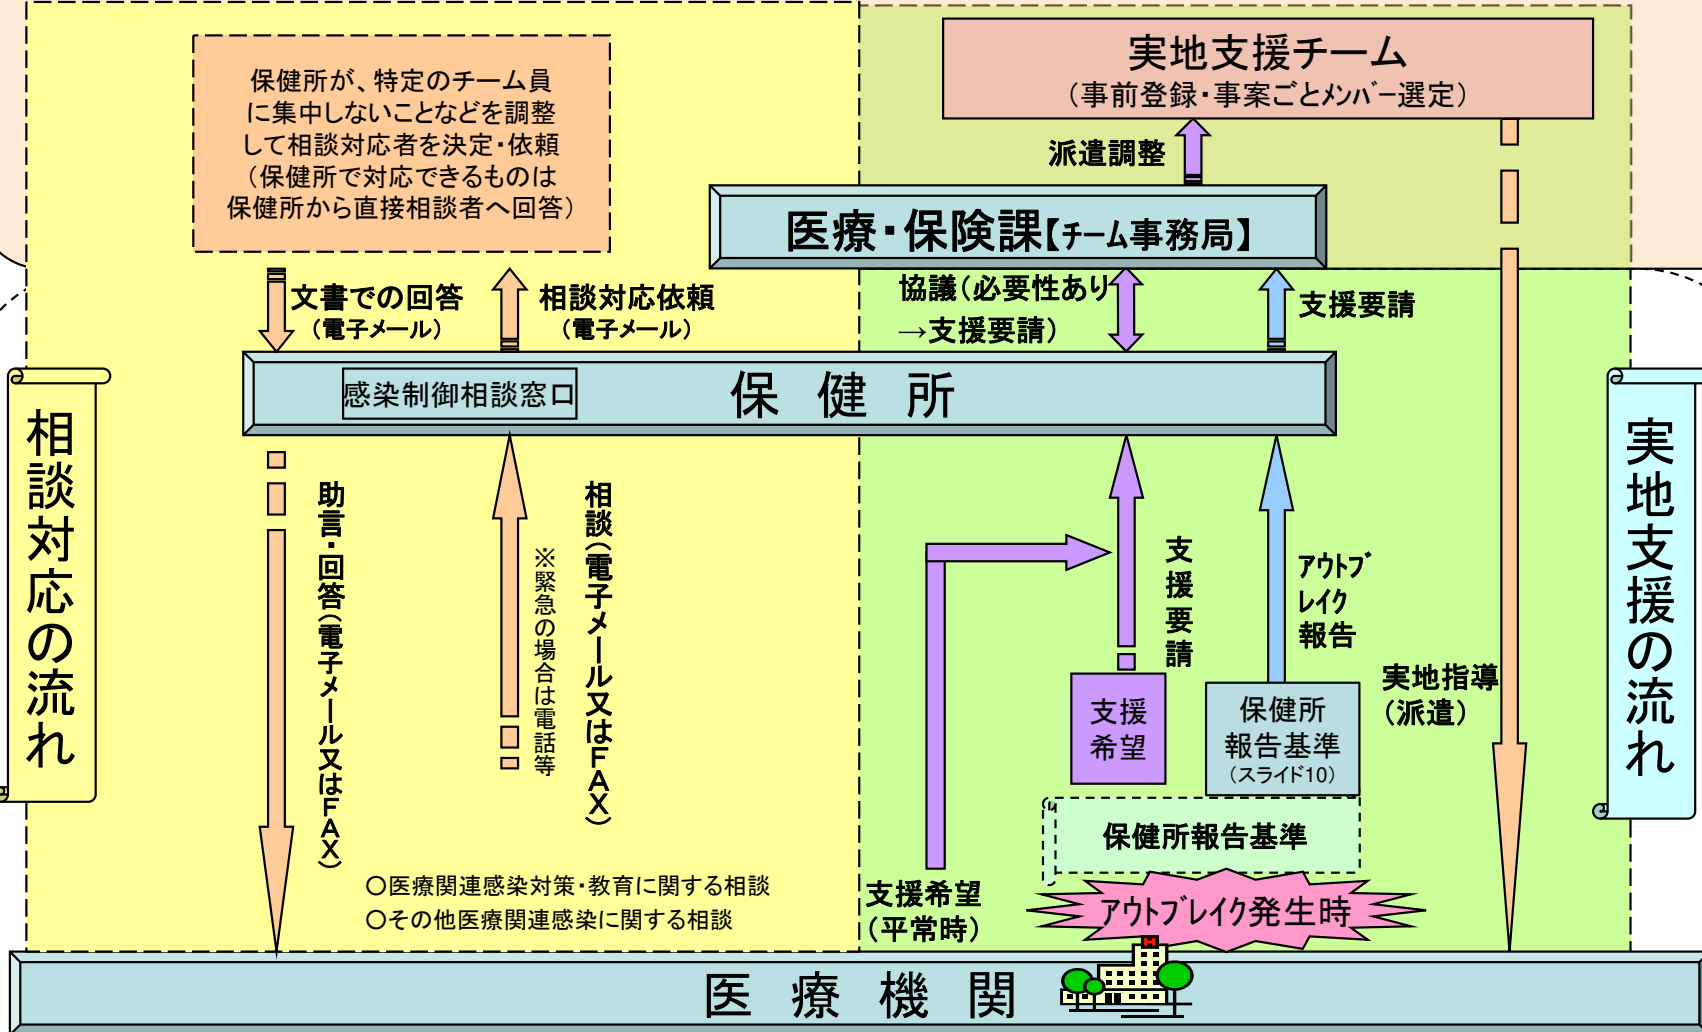 保健所が、特定のチーム員
に集中しないことなどを調整
して相談対応者を決定・依頼
（保健所で対応できるものは
保健所から直接相談者へ回答）
実地支援チーム
（事前登録・事案ごとﾒﾝﾊﾞｰ選定）
派遣調整
医療・保険課【ﾁｰﾑ事務局】
文書での回答
（電子メール）
相談対応依頼
（電子メール）
協議（必要性あり
→支援要請）
支援要請
感染制御相談窓口
保健所
相談対応の流れ
実地支援の流れ
助言・回答（電子メール又はＦＡＸ）
相談（電子メール又はＦＡＸ）
※緊急の場合は電話等
支援要請
ｱｳﾄﾌﾞ
ﾚｲｸ
報告
実地指導
（派遣）
支援
希望
保健所
報告基準
（スライド10）
保健所報告基準
支援希望
（平常時）
ｱｳﾄﾌﾞﾚｲｸ発生時
○医療関連感染対策・教育に関する相談
○その他医療関連感染に関する相談
医療機関
H